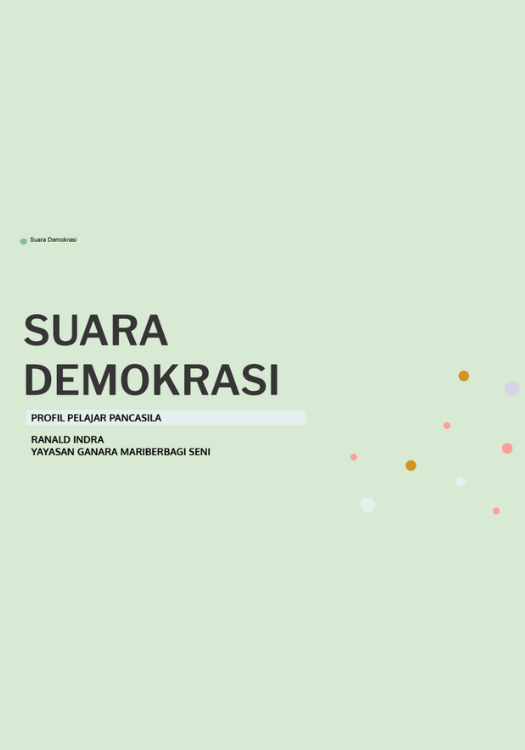 Suara Demokrasi
SUARA
DEMOKRASI
PROFIL PELAJAR PANCASILA
RANALD INDRA
YAYASAN GANARA MARIBERBAGI SENI